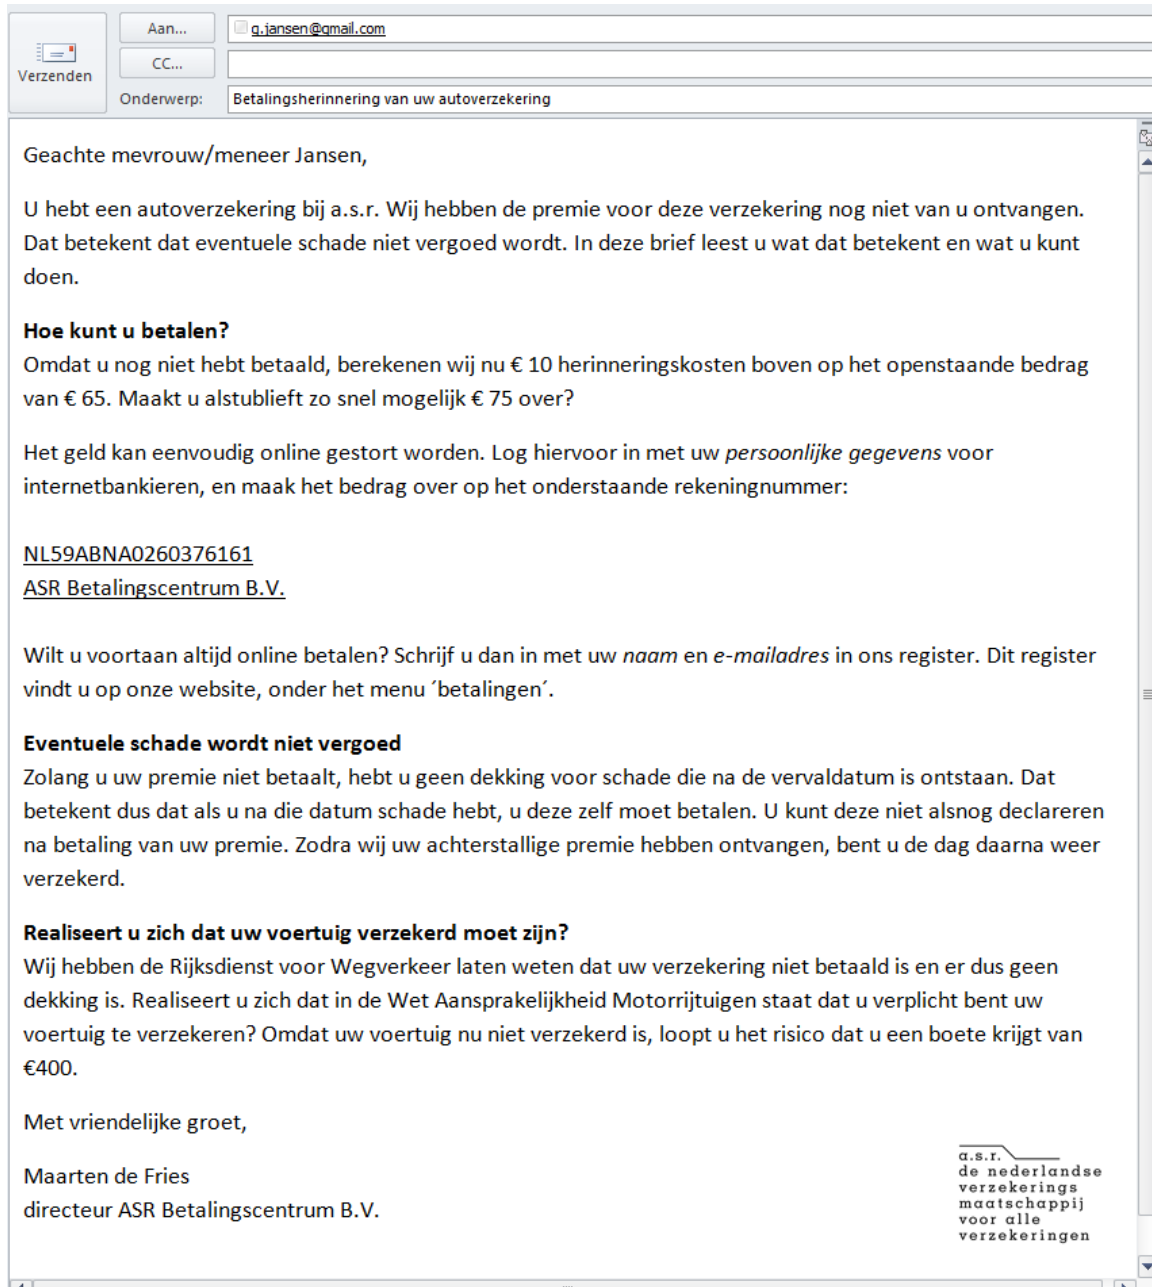 Aan...
g.jansen@gmail.com
CC...
Verzenden
Onderwerp:
Betalingsherinnering van uw autoverzekering
Geachte mevrouw/meneer Jansen,
U hebt een autoverzekering bij a.s.r. Wij hebben de premie voor deze verzekering nog niet van u ontvangen.
Dat betekent dat eventuele schade niet vergoed wordt. In deze brief leest u wat dat betekent en wat u kunt
doen.
Hoe kunt u betalen?
Omdat u nog niet hebt betaald, berekenen wij nu € 10 herinneringskosten boven op het openstaande bedrag
van € 65. Maakt u alstublieft zo snel mogelijk € 75 over?
Het geld kan eenvoudig online gestort worden. Log hiervoor in met uw persoonlijke gegevens voor
internetbankieren, en maak het bedrag over op het onderstaande rekeningnummer:
NL59ABNA0260376161
ASR Betalingscentrum B.V.
Wilt u voortaan altijd online betalen? Schrijf u dan in met uw naam en e-mailadres in ons register. Dit register
vindt u op onze website, onder het menu ´betalingen´.
Eventuele schade wordt niet vergoed
Zolang u uw premie niet betaalt, hebt u geen dekking voor schade die na de vervaldatum is ontstaan. Dat
betekent dus dat als u na die datum schade hebt, u deze zelf moet betalen. U kunt deze niet alsnog declareren
na betaling van uw premie. Zodra wij uw achterstallige premie hebben ontvangen, bent u de dag daarna weer
verzekerd.
Realiseert u zich dat uw voertuig verzekerd moet zijn?
Wij hebben de Rijksdienst voor Wegverkeer laten weten dat uw verzekering niet betaald is en er dus geen
dekking is. Realiseert u zich dat in de Wet Aansprakelijkheid Motorrijtuigen staat dat u verplicht bent uw
voertuig te verzekeren? Omdat uw voertuig nu niet verzekerd is, loopt u het risico dat u een boete krijgt van
€400.
Met vriendelijke groet,
Maarten de Fries
directeur ASR Betalingscentrum B.V.
a.s.r.
de nederlandse
verzekerings
maatschappij
voor alle
verzekeringen